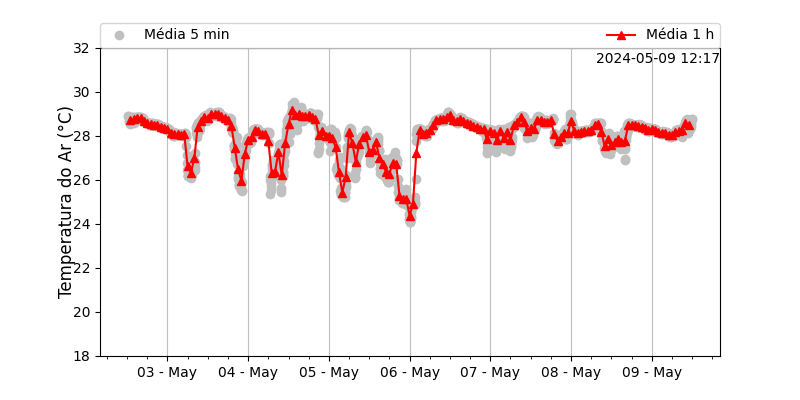 Média 5 min
Média 1 h
2024-05-09 12:17
Temperatura do Ar (°C)
32
30
28
26
24
22
20
18
03 - May
04 - May
05 - May
06 - May
07 - May
08 - May
09 - May